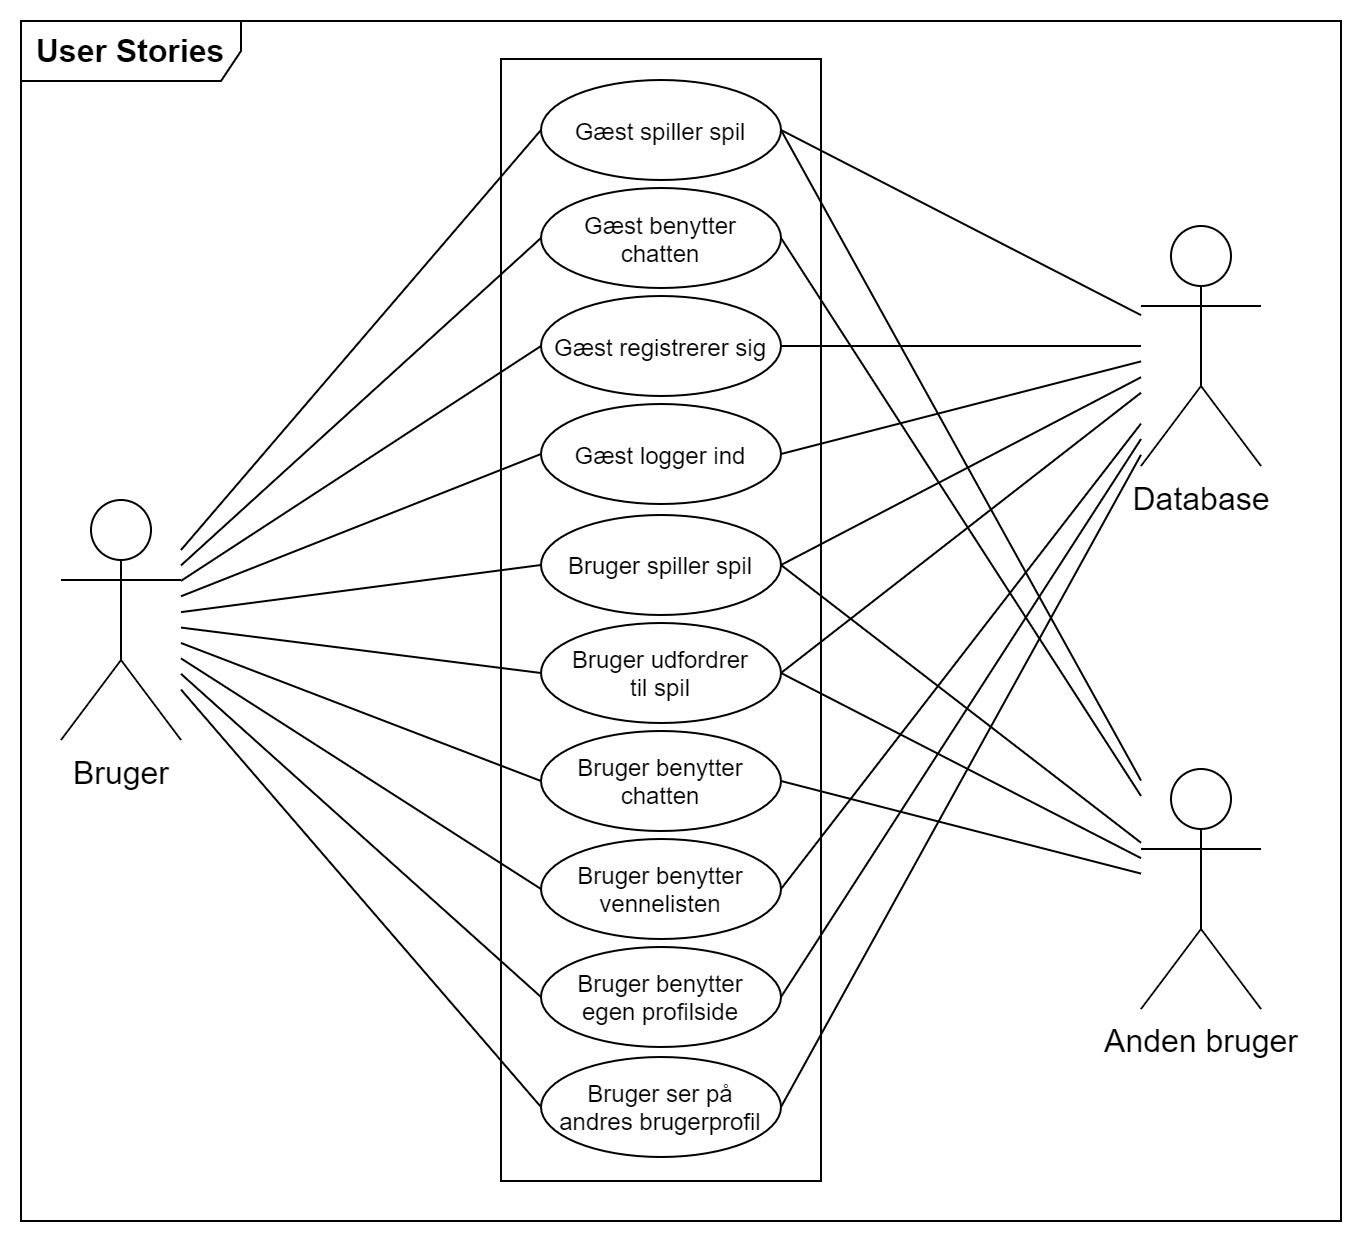 User Stories
Gæst spiller spil
Gæst benytter
chatten
Gæst registrerer sig
Gæst logger ind
Bruger spiller spil
Bruger udfordrer
til spil
Bruger benytter
chatten
Bruger benytter
vennelisten
Bruger benytter
egen profilside
Bruger ser på
andres brugerprofil
Bruger
Database
Anden bruger